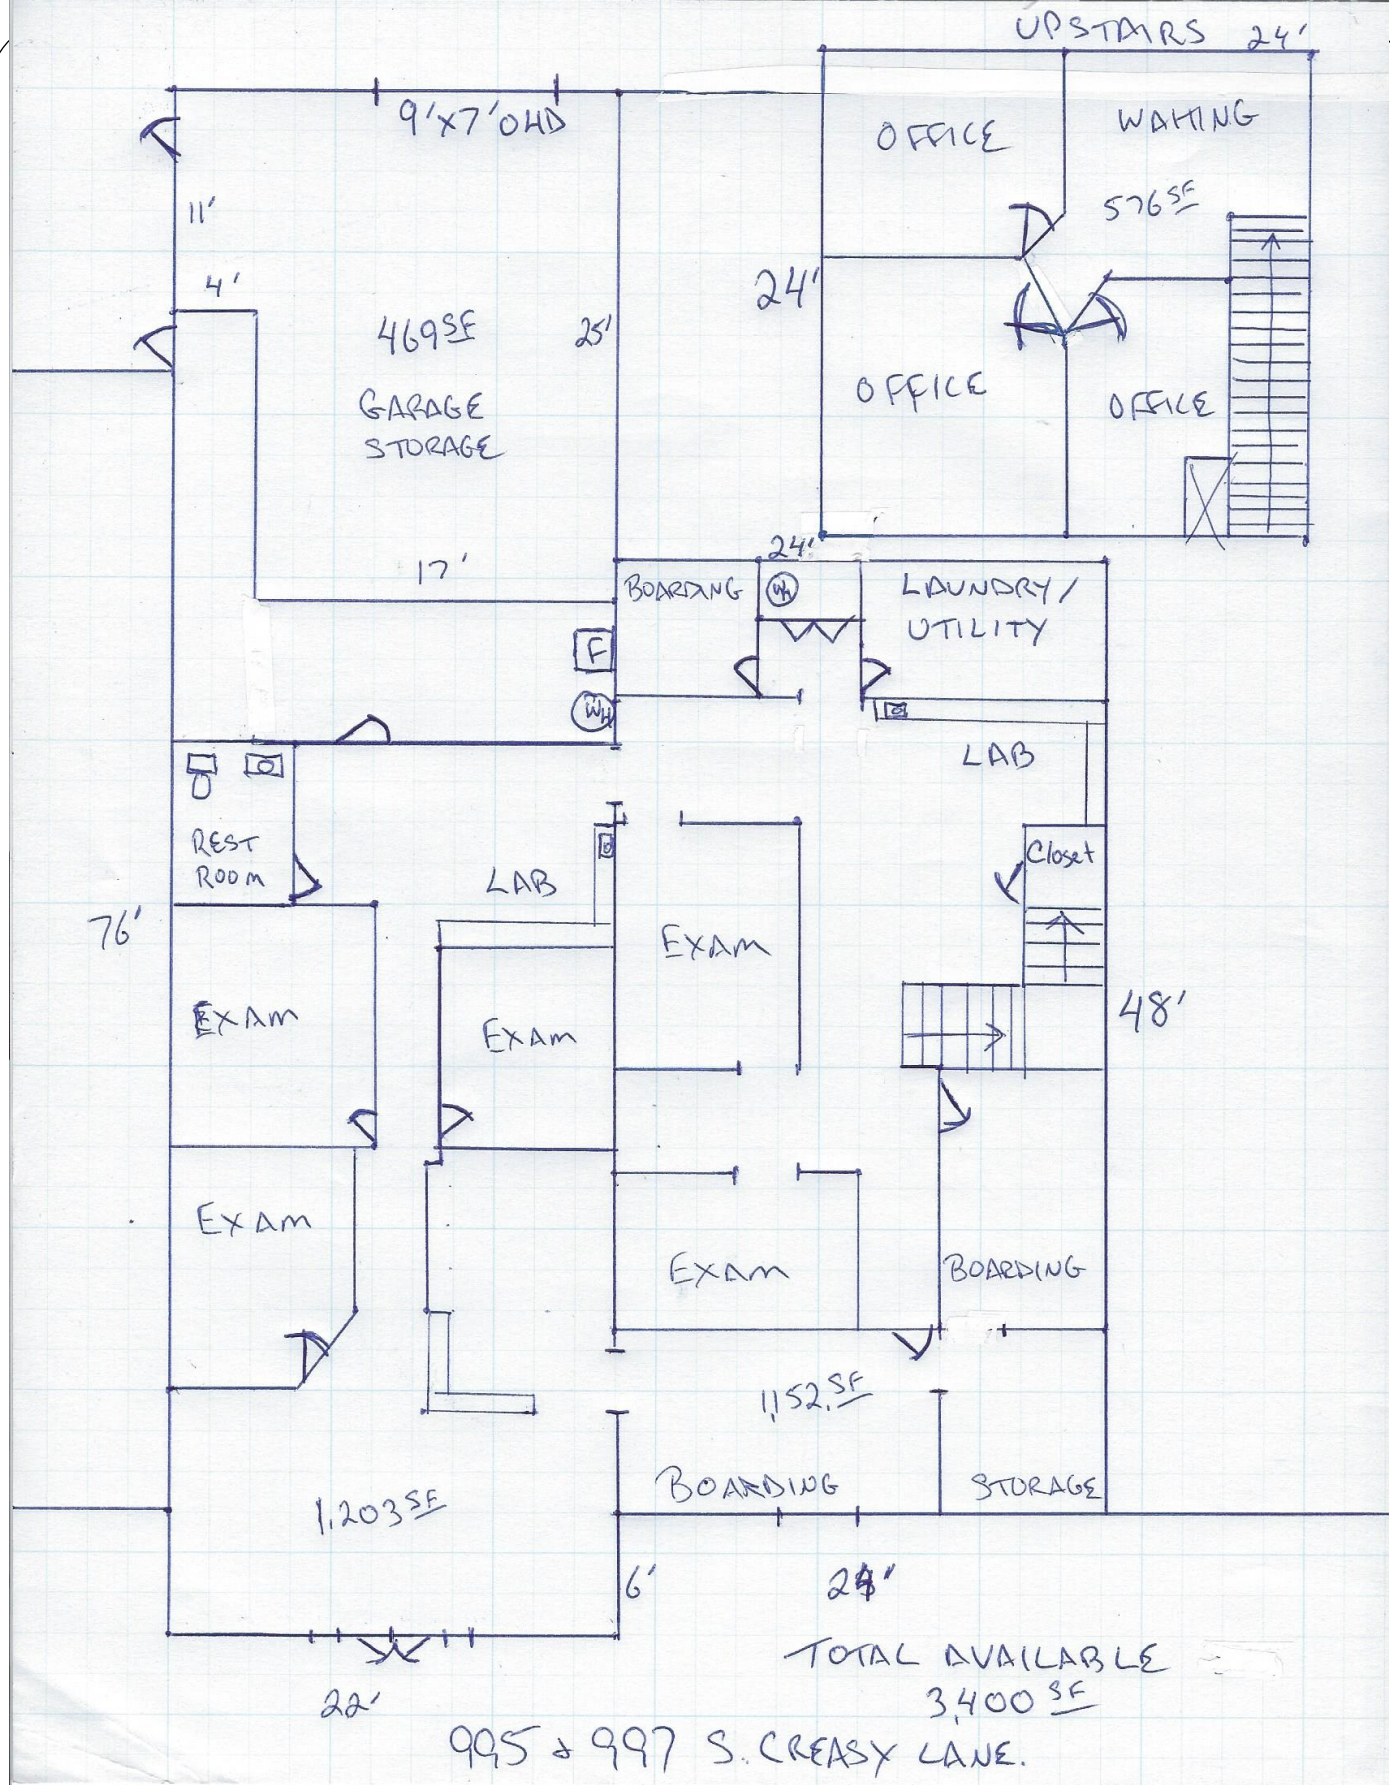 UPSTAIRS 24'
9'X7' OHD
OFFICE
WAITING
11'
576 SF
4'
24'
469 SF
25'
GARAGE
STORAGE
OFFICE
OFFICE
17'
24'
BOARDING
WH
LAUNDRY/
UTILITY
F
WH
LAB
REST
ROOM
LAB
Closet
76'
EXAM
EXAM
EXAM
48'
EXAM
EXAM
BOARDING
1,152. SF
BOARDING
STORAGE
1,203 SF
6'
24'
TOTAL AVAILABLE
3,400 SF
22'
995 & 997 S. CREASY LANE.